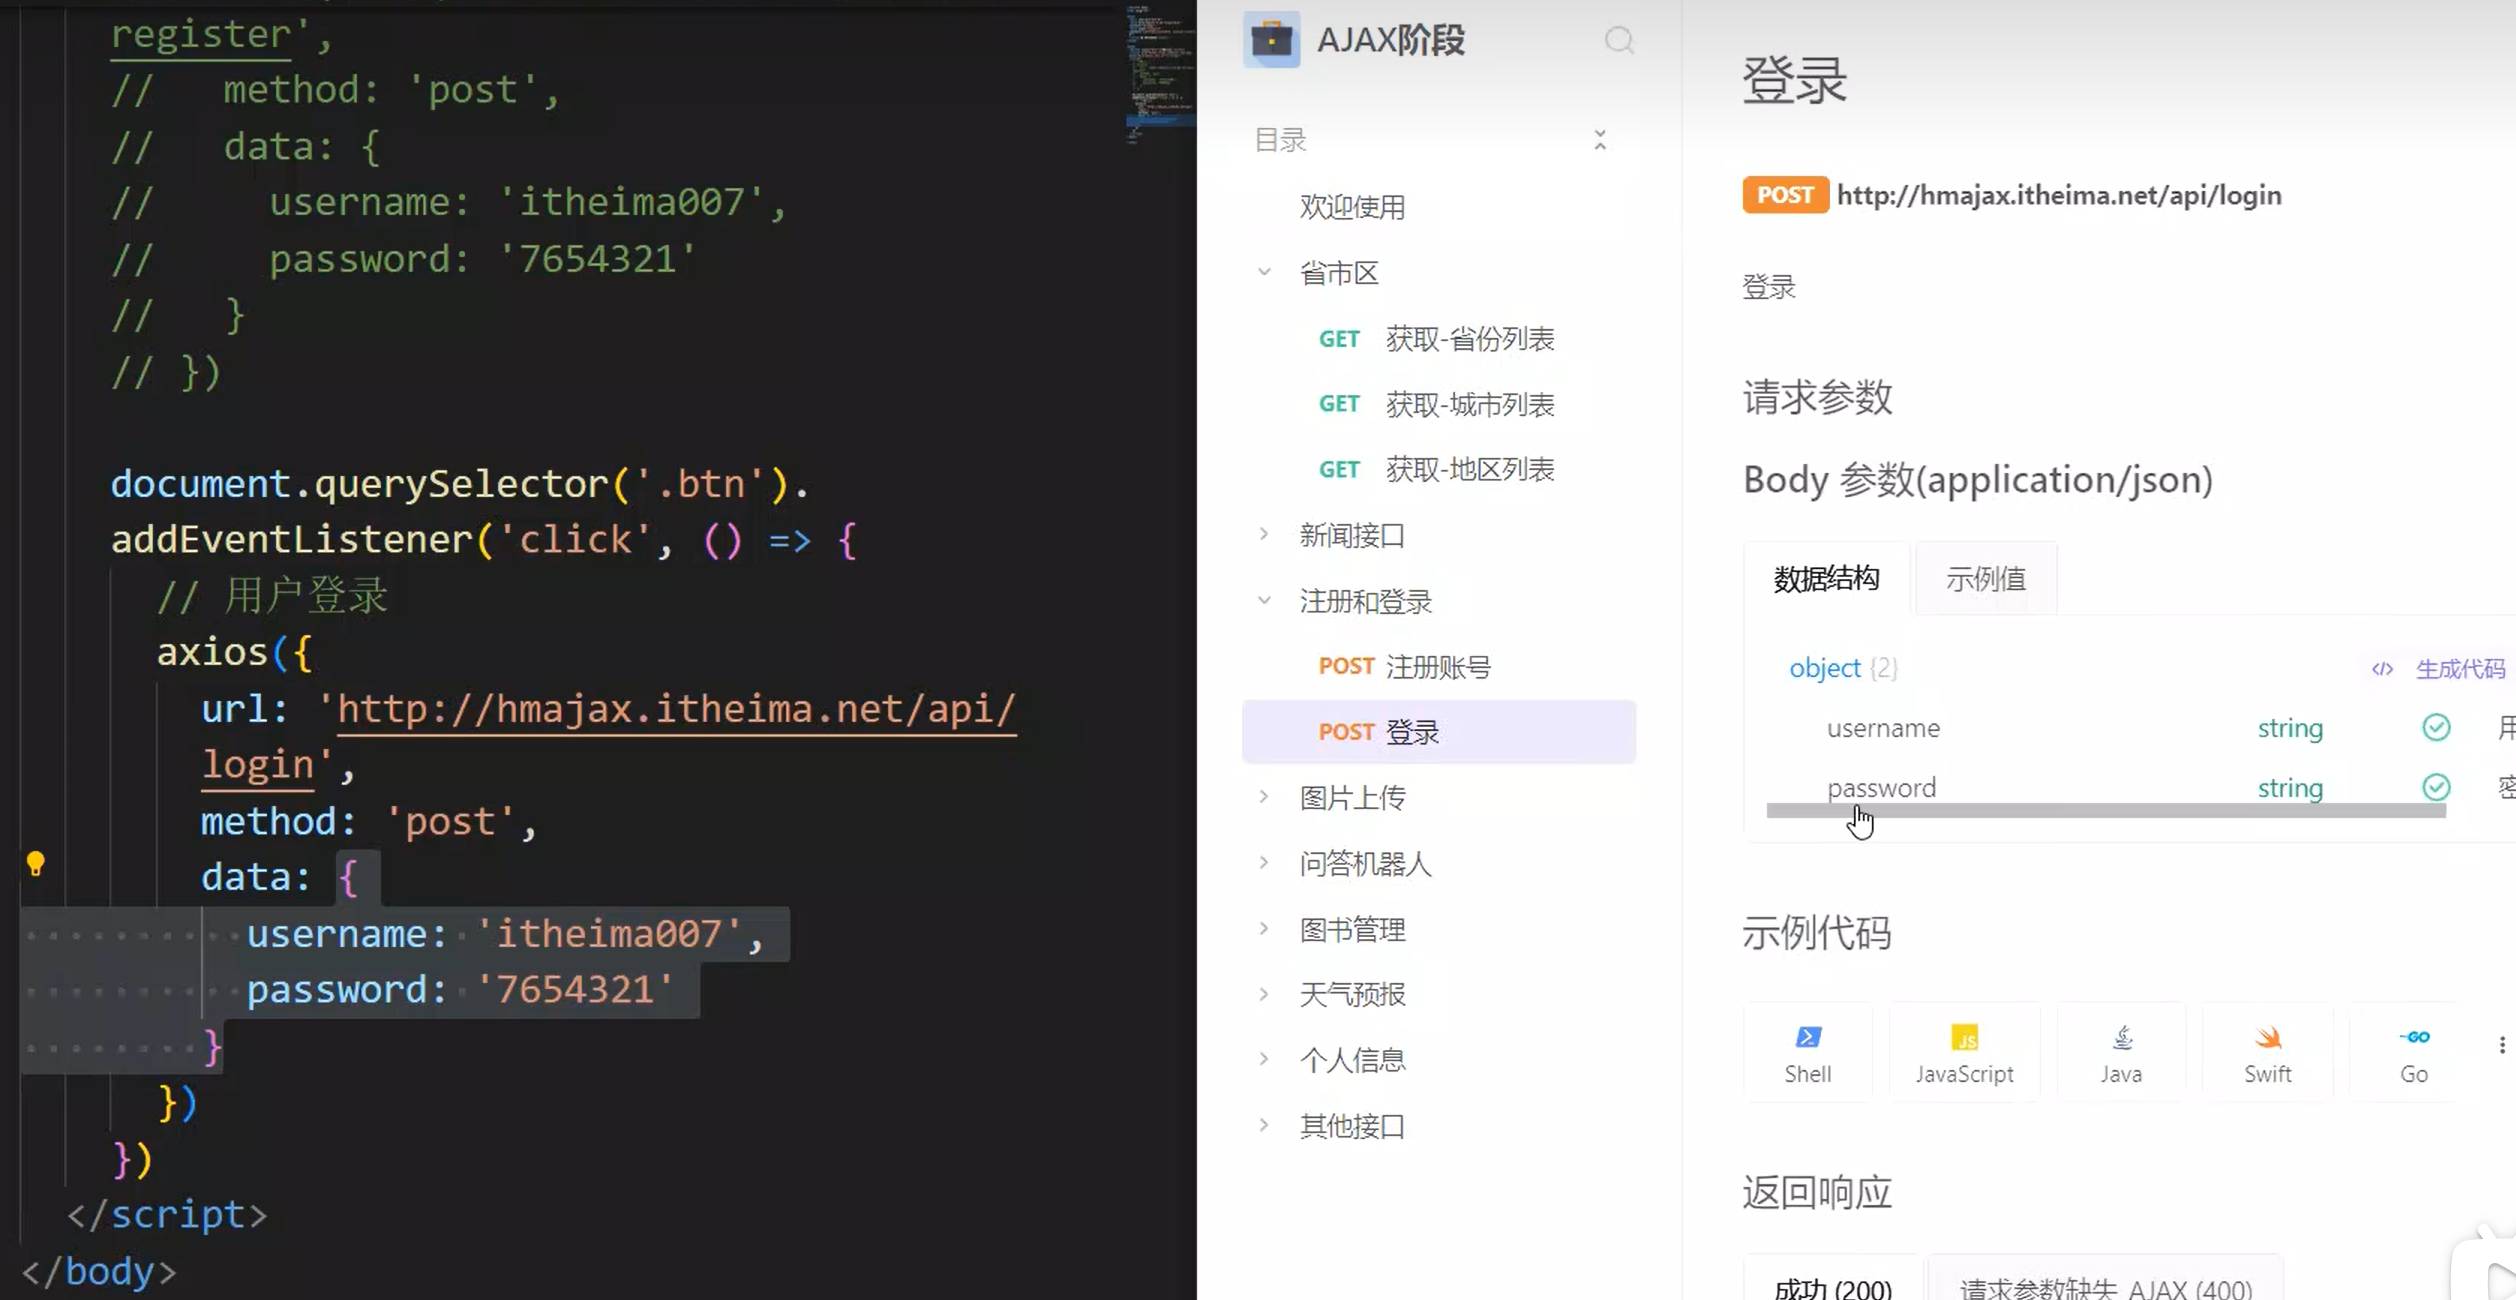 register',
//   method: 'post',
//   data: {
//     username: 'itheima007',
//     password: '7654321'
//   }
// })
document.querySelector('.btn').
addEventListener('click', () => {
// 用户登录
axios({
url: 'http://hmajax.itheima.net/api/
login',
method: 'post',
data: {
username: 'itheima007',
password: '7654321'
}
})
})
</script>
</body>
AJAX阶段
目录
欢迎使用
省市区
GET 获取-省份列表
GET 获取-城市列表
GET 获取-地区列表
新闻接口
注册和登录
POST 注册账号
POST 登录
图片上传
问答机器人
图书管理
天气预报
个人信息
其他接口
登录
POST http://hmajax.itheima.net/api/login
登录
请求参数
Body 参数(application/json)
数据结构 示例值
object {2} </> 生成代码
username string 用
password string 密
示例代码
Shell JavaScript Java Swift Go
返回响应
成功 (200) 请求参数缺失 AJAX (400)